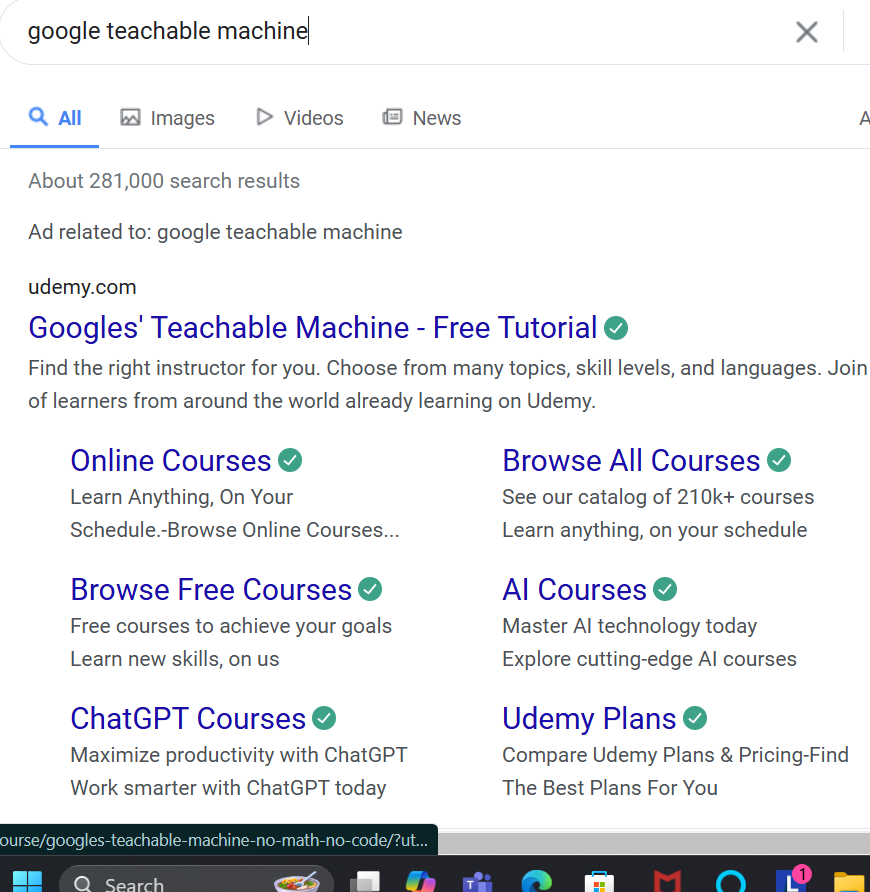 google teachable machine
All Images Videos News A
About 281,000 search results
Ad related to: google teachable machine
udemy.com
Googles' Teachable Machine - Free Tutorial
Find the right instructor for you. Choose from many topics, skill levels, and languages. Join
of learners from around the world already learning on Udemy.
Online Courses
Learn Anything, On Your
Schedule.-Browse Online Courses...
Browse All Courses
See our catalog of 210k+ courses
Learn anything, on your schedule
Browse Free Courses
Free courses to achieve your goals
Learn new skills, on us
AI Courses
Master AI technology today
Explore cutting-edge AI courses
ChatGPT Courses
Maximize productivity with ChatGPT
Work smarter with ChatGPT today
Udemy Plans
Compare Udemy Plans & Pricing-Find
The Best Plans For You
ourse/googles-teachable-machine-no-math-no-code/?ut...
Search
T
L
1